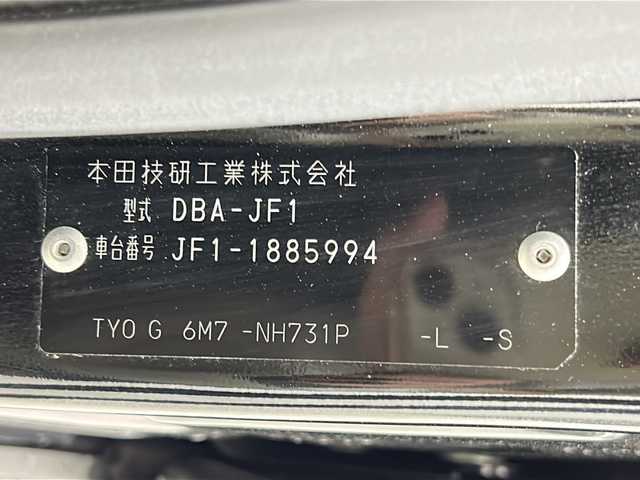 本田技研工業株式会社
型式 DBA-JF1
車台番号 JF1-1885994
TYO G 6M7 -NH731P -L -S